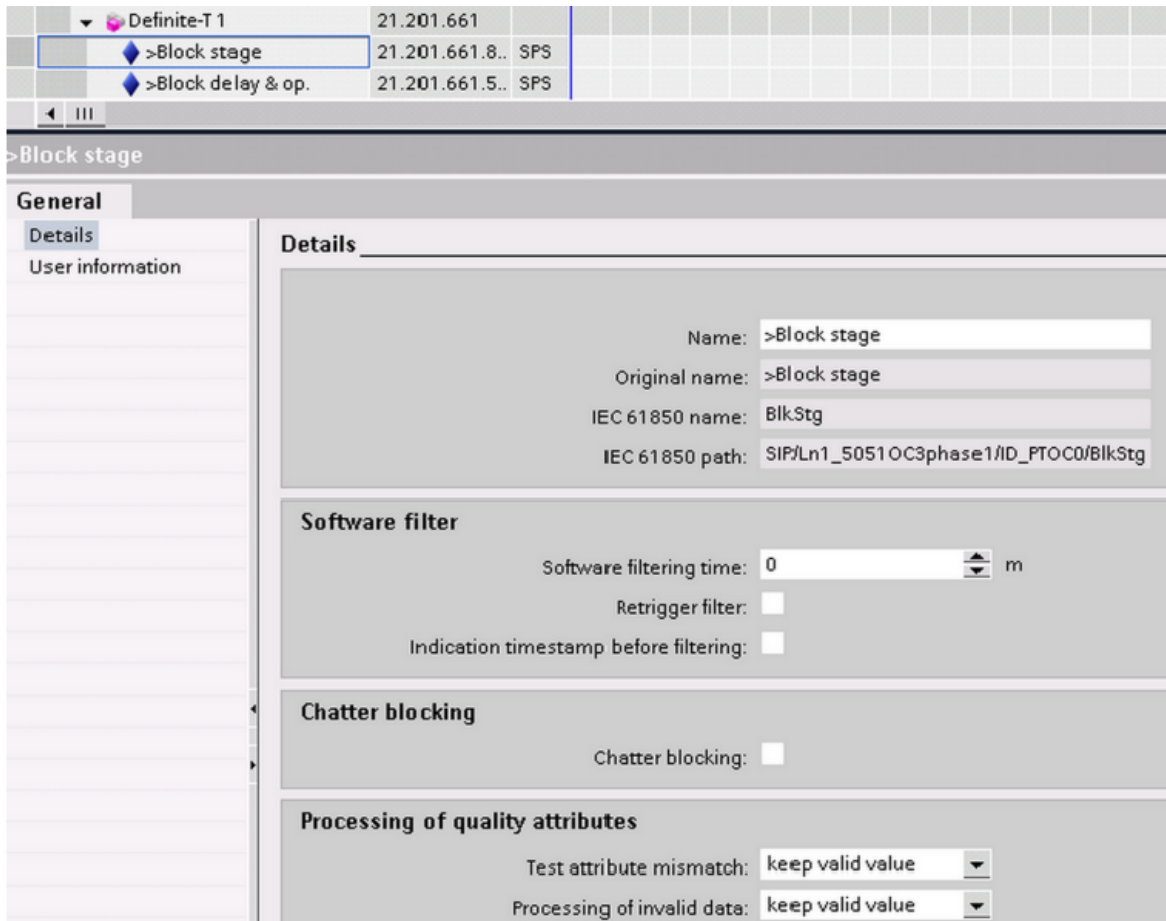 Definite-T 1 21.201.661
>Block stage 21.201.661.8.. SPS
>Block delay & op. 21.201.661.5.. SPS
>Block stage
General
Details
User information
Details
Name: >Block stage
Original name: >Block stage
IEC 61850 name: BlkStg
IEC 61850 path: SIP/Ln1_5051OC3phase1/ID_PTOC0/BlkStg
Software filter
Software filtering time: 0 m
Retrigger filter:
Indication timestamp before filtering:
Chatter blocking
Chatter blocking:
Processing of quality attributes
Test attribute mismatch: keep valid value
Processing of invalid data: keep valid value